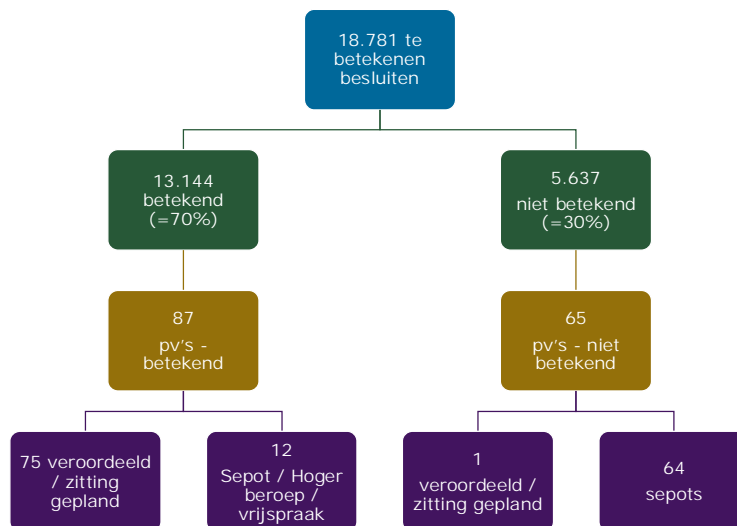 18.781 te
betekenen
besluiten
13.144
betekend
(=70%)
5.637
niet betekend
(=30%)
87
pv's -
betekend
65
pv's - niet
betekend
75 veroordeeld
/ zitting
gepland
12
Sepot / Hoger
beroep /
vrijspraak
1
veroordeeld /
zitting gepland
64
sepots